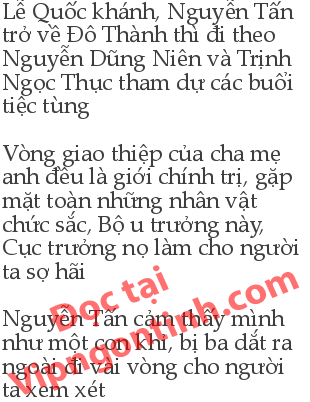 Lễ Quốc khánh, Nguyễn Tấn
trở về Đô Thành thì đi theo
Nguyễn Dũng Niên và Trịnh
Ngọc Thục tham dự các buổi
tiệc tùng
Vòng giao thiệp của cha mẹ
anh đều là giới chính trị, gặp
mặt toàn những nhân vật
chức sắc, Bộ u trưởng này,
Cục trưởng nọ làm cho người
ta sợ hãi
Nguyễn Tấn cảm thấy mình
như một con khỉ, bị ba dắt ra
ngoài đi vài vòng cho người
ta xem xét
Đọc tại
Vipngontinh.com